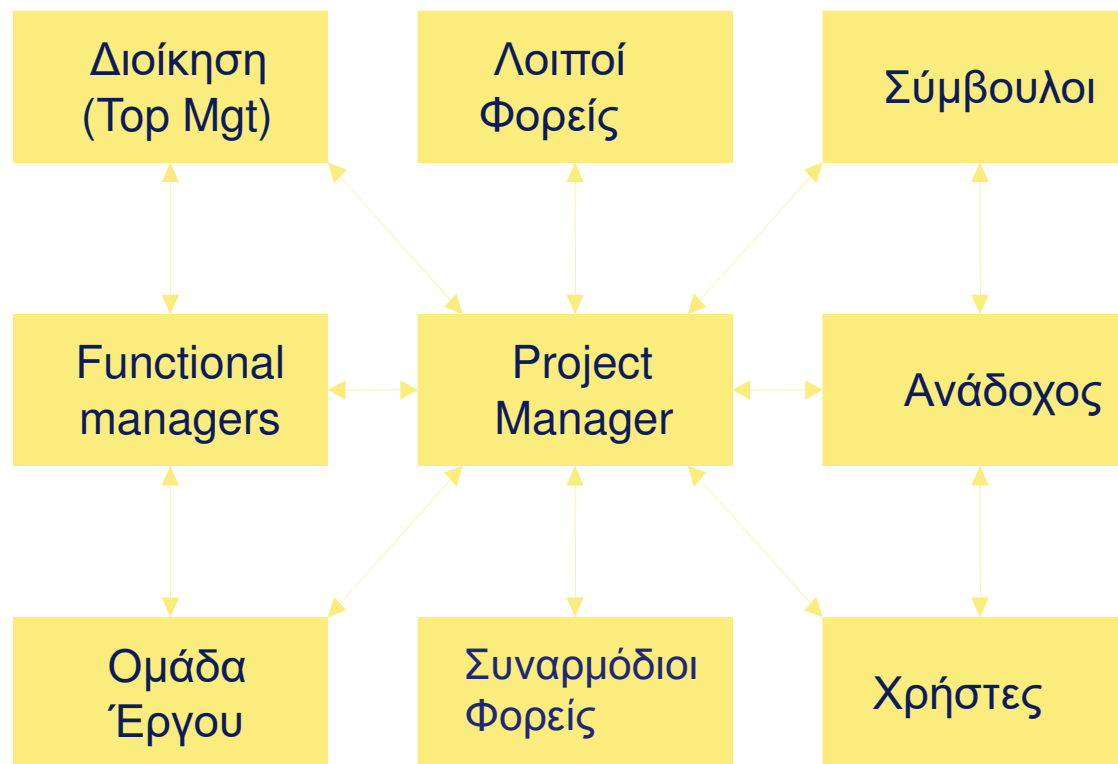 Διοίκηση
(Top Mgt)
Λοιποί
Φορείς
Σύμβουλοι
Functional
managers
Project
Manager
Ανάδοχος
Ομάδα
Έργου
Συναρμόδιοι
Φορείς
Χρήστες